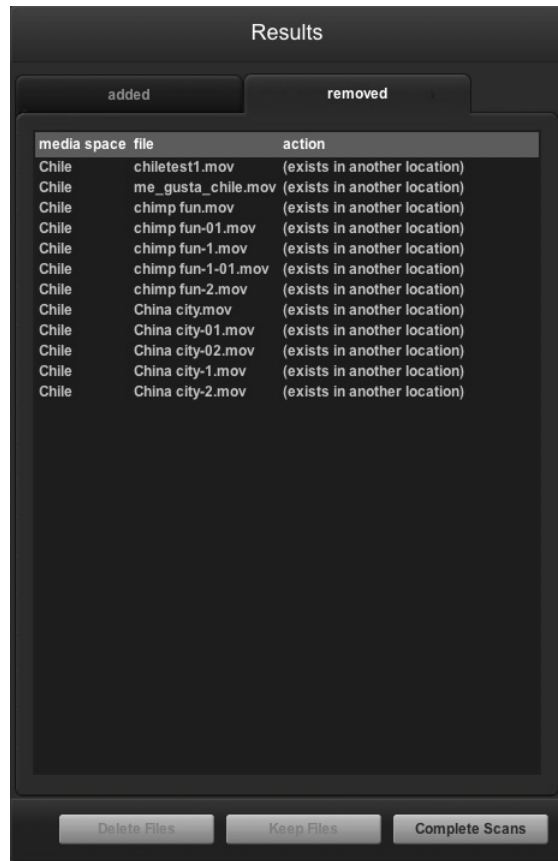 Results
added removed
media space file action
Chile chiletest1.mov (exists in another location)
Chile me_gusta_chile.mov (exists in another location)
Chile chimp fun.mov (exists in another location)
Chile chimp fun-01.mov (exists in another location)
Chile chimp fun-1.mov (exists in another location)
Chile chimp fun-1-01.mov (exists in another location)
Chile chimp fun-2.mov (exists in another location)
Chile China city.mov (exists in another location)
Chile China city-01.mov (exists in another location)
Chile China city-02.mov (exists in another location)
Chile China city-1.mov (exists in another location)
Chile China city-2.mov (exists in another location)
Delete Files Keep Files Complete Scans